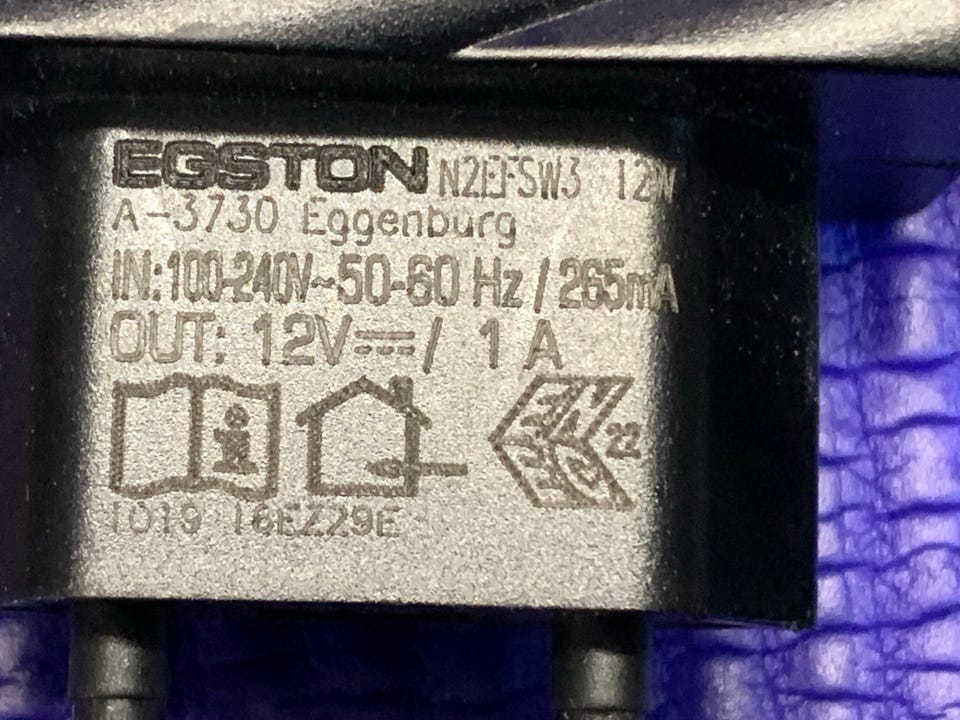 EGSTON N2EFSW3 12W
A-3730 Eggenburg
IN:100-240V~50-60 Hz / 265mA
OUT: 12V⎓/ 1 A
22
1019 16EZ29E